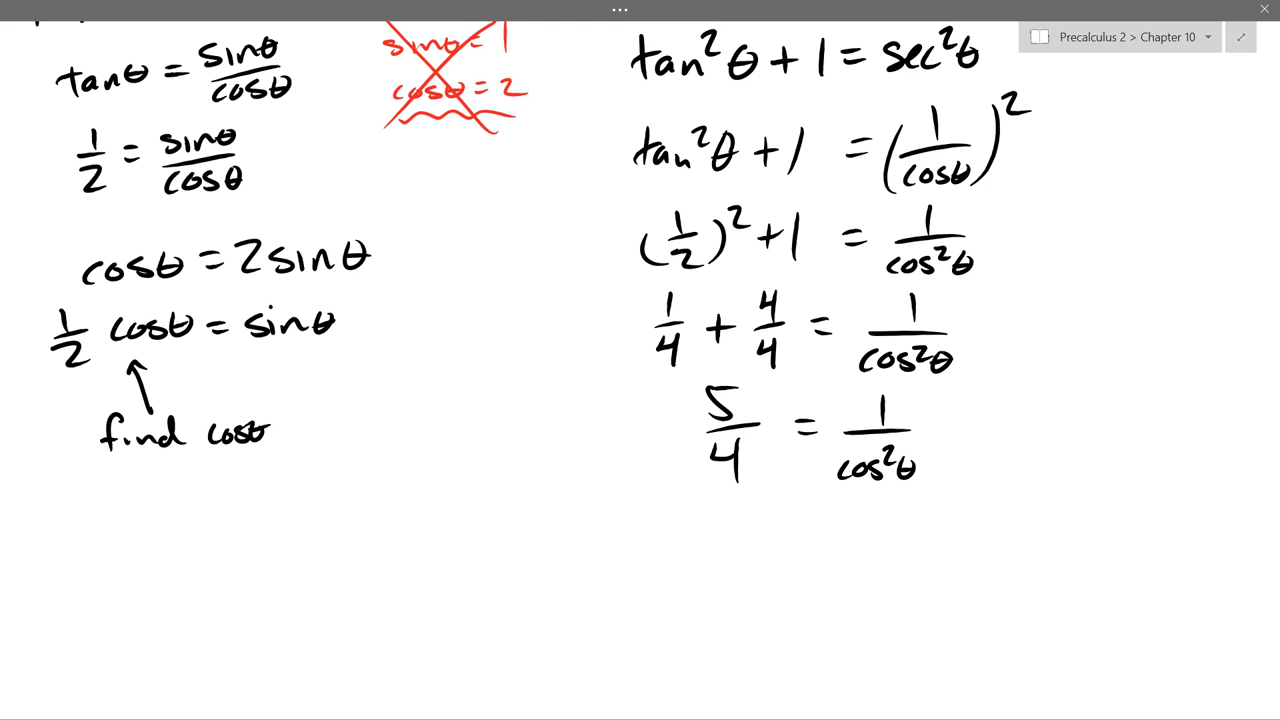 Precalculus 2 > Chapter 10
tanθ = sinθ/cosθ
1/2 = sinθ/cosθ
cosθ = 2sinθ
1/2 cosθ = sinθ
find cosθ
sinθ = 1
cosθ = 2
tan²θ + 1 = sec²θ
tan²θ + 1 = (1/cosθ)²
(1/2)² + 1 = 1/cos²θ
1/4 + 4/4 = 1/cos²θ
5/4 = 1/cos²θ